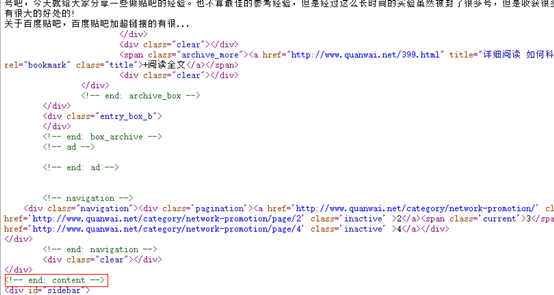 号吧，今天就给大家分享一些做贴吧的经验。也不算最佳的参考经验，但是经过这么长时间的实验虽然被封了很多号，但是收获很多
有很大的好处的!
关于百度贴吧，百度贴吧加超链接的有很...
</div>
<div class="clear"></div>
<span class="archive_more"><a href="http://www.quanwai.net/399.html" title="详细阅读 如何科
rel="bookmark" class="title">+阅读全文</a></span>
<div class="clear"></div>
</div>
<!-- end: archive_box -->
</div>
<div class="entry_box_b">
</div>
<!-- end: box_archive -->
<!-- ad -->
<!-- end: ad -->
<!-- navigation -->
<div class="navigation"><div class='pagination'><a href='http://www.quanwai.net/category/network-promotion/' cl
href='http://www.quanwai.net/category/network-promotion/page/2' class='inactive' >2</a><span class='current'>3</sp
href='http://www.quanwai.net/category/network-promotion/page/4' class='inactive' >4</a></div>
</div>
<!-- end: navigation -->
<div class="clear"></div>
</div>
<!-- end: content -->
<div id="sidebar">